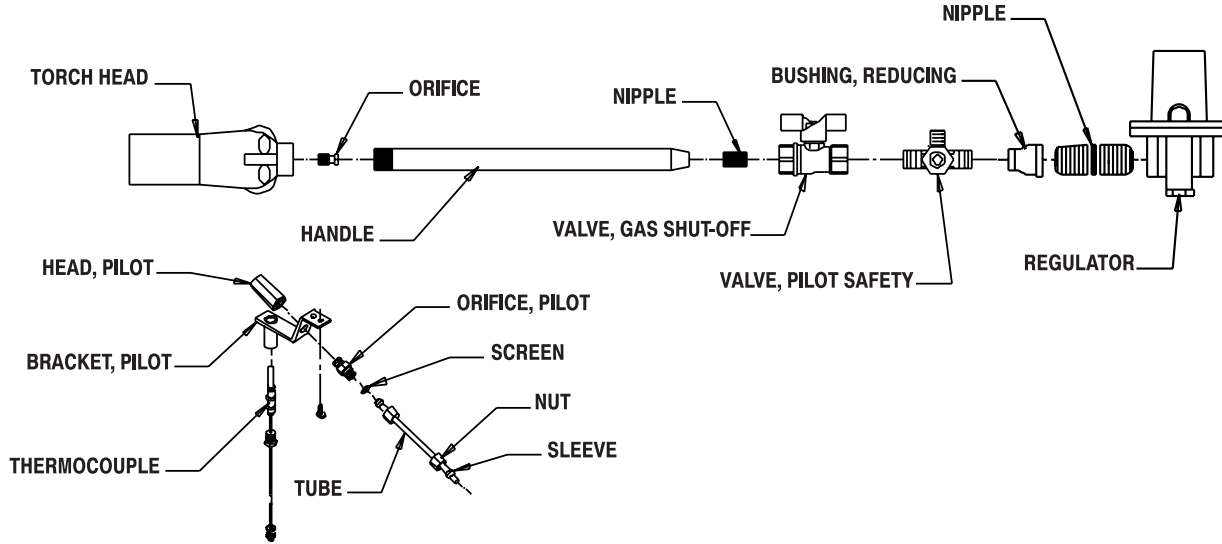 NIPPLE
TORCH HEAD
ORIFICE
NIPPLE
BUSHING, REDUCING
HANDLE
VALVE, GAS SHUT-OFF
VALVE, PILOT SAFETY
REGULATOR
HEAD, PILOT
ORIFICE, PILOT
BRACKET, PILOT
SCREEN
NUT
THERMOCOUPLE
TUBE
SLEEVE